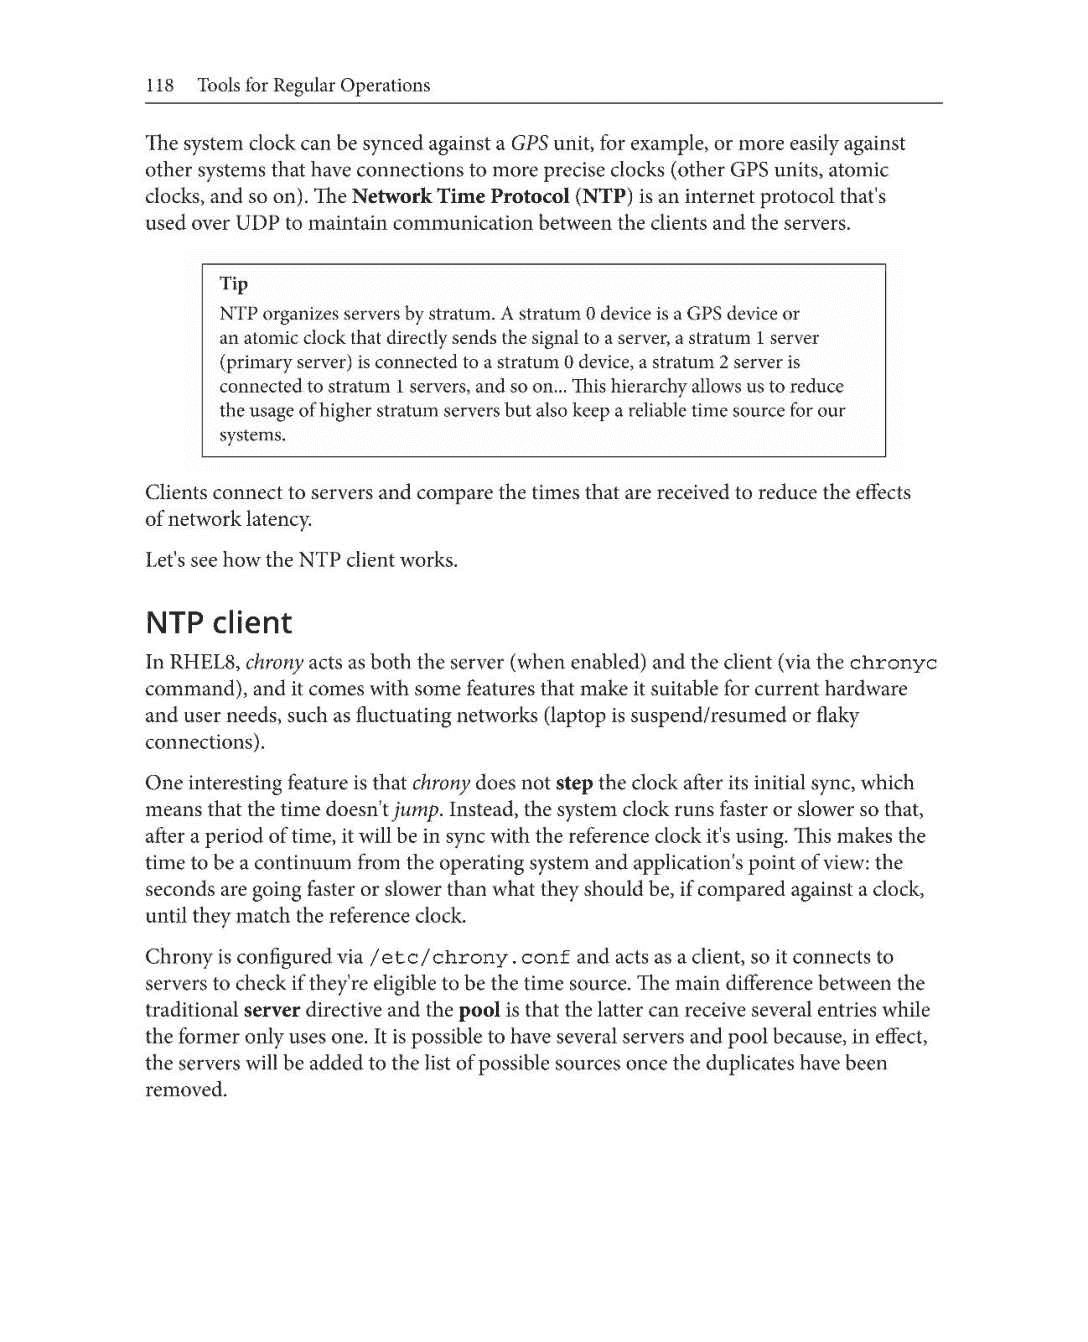 118 Tools for Regular Operations
The system clock can be synced against a GPS unit, for example, or more easily against
other systems that have connections to more precise clocks (other GPS units, atomic
clocks, and so on). The Network Time Protocol (NTP) is an internet protocol that's
used over UDP to maintain communication between the clients and the servers.
Tip
NTP organizes servers by stratum. A stratum 0 device is a GPS device or
an atomic clock that directly sends the signal to a server, a stratum 1 server
(primary server) is connected to a stratum 0 device, a stratum 2 server is
connected to stratum 1 servers, and so on... This hierarchy allows us to reduce
the usage of higher stratum servers but also keep a reliable time source for our
systems.
Clients connect to servers and compare the times that are received to reduce the effects
of network latency.
Let's see how the NTP client works.
NTP client
In RHEL8, chrony acts as both the server (when enabled) and the client (via the chronyc
command), and it comes with some features that make it suitable for current hardware
and user needs, such as fluctuating networks (laptop is suspend/resumed or flaky
connections).
One interesting feature is that chrony does not step the clock after its initial sync, which
means that the time doesn't jump. Instead, the system clock runs faster or slower so that,
after a period of time, it will be in sync with the reference clock it's using. This makes the
time to be a continuum from the operating system and application's point of view: the
seconds are going faster or slower than what they should be, if compared against a clock,
until they match the reference clock.
Chrony is configured via /etc/chrony.conf and acts as a client, so it connects to
servers to check if they're eligible to be the time source. The main difference between the
traditional server directive and the pool is that the latter can receive several entries while
the former only uses one. It is possible to have several servers and pool because, in effect,
the servers will be added to the list of possible sources once the duplicates have been
removed.